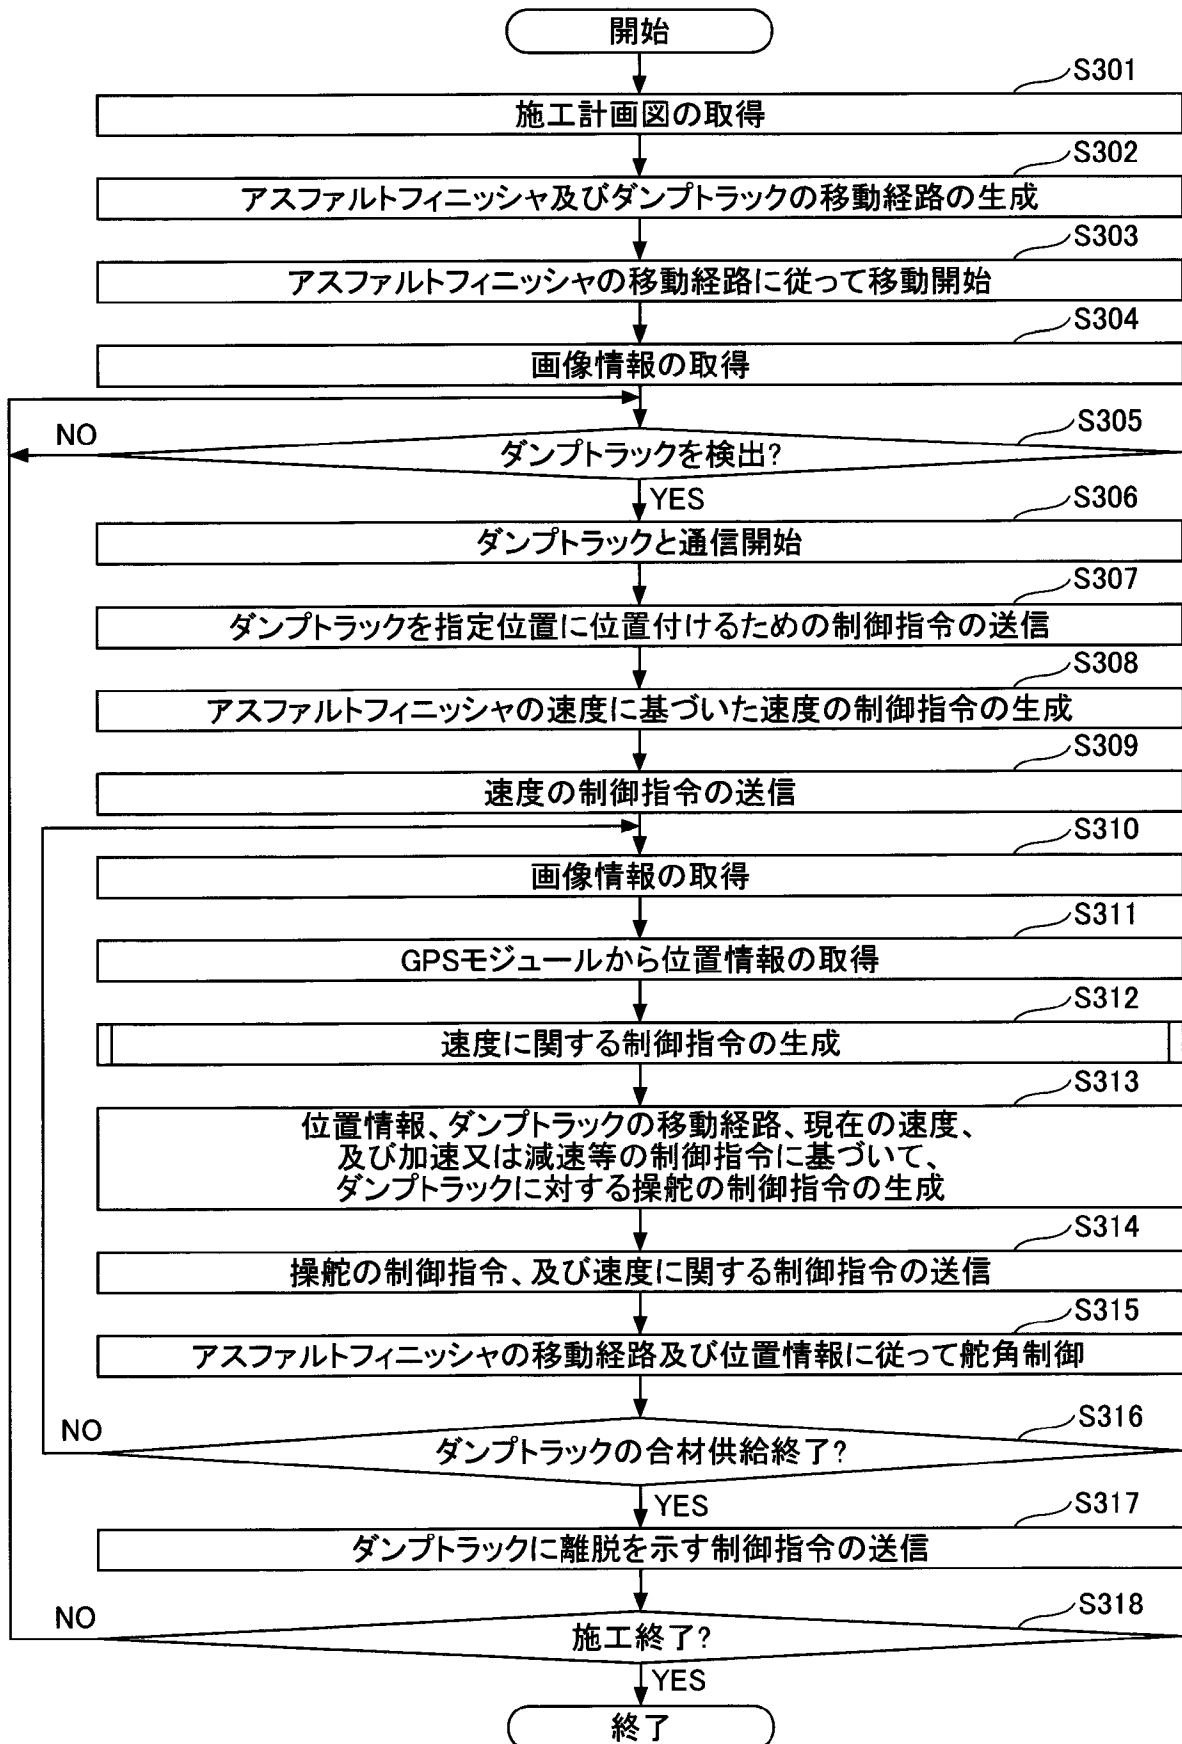 開始
S301
施工計画図の取得
S302
アスファルトフィニッシャ及びダンプトラックの移動経路の生成
S303
アスファルトフィニッシャの移動経路に従って移動開始
S304
画像情報の取得
NO
S305
ダンプトラックを検出?
YES
S306
ダンプトラックと通信開始
S307
ダンプトラックを指定位置に位置付けるための制御指令の送信
S308
アスファルトフィニッシャの速度に基づいた速度の制御指令の生成
S309
速度の制御指令の送信
S310
画像情報の取得
S311
GPSモジュールから位置情報の取得
S312
速度に関する制御指令の生成
S313
位置情報、ダンプトラックの移動経路、現在の速度、
及び加速又は減速等の制御指令に基づいて、
ダンプトラックに対する操舵の制御指令の生成
S314
操舵の制御指令、及び速度に関する制御指令の送信
S315
アスファルトフィニッシャの移動経路及び位置情報に従って舵角制御
NO
S316
ダンプトラックの合材供給終了?
YES
S317
ダンプトラックに離脱を示す制御指令の送信
NO
S318
施工終了?
YES
終了